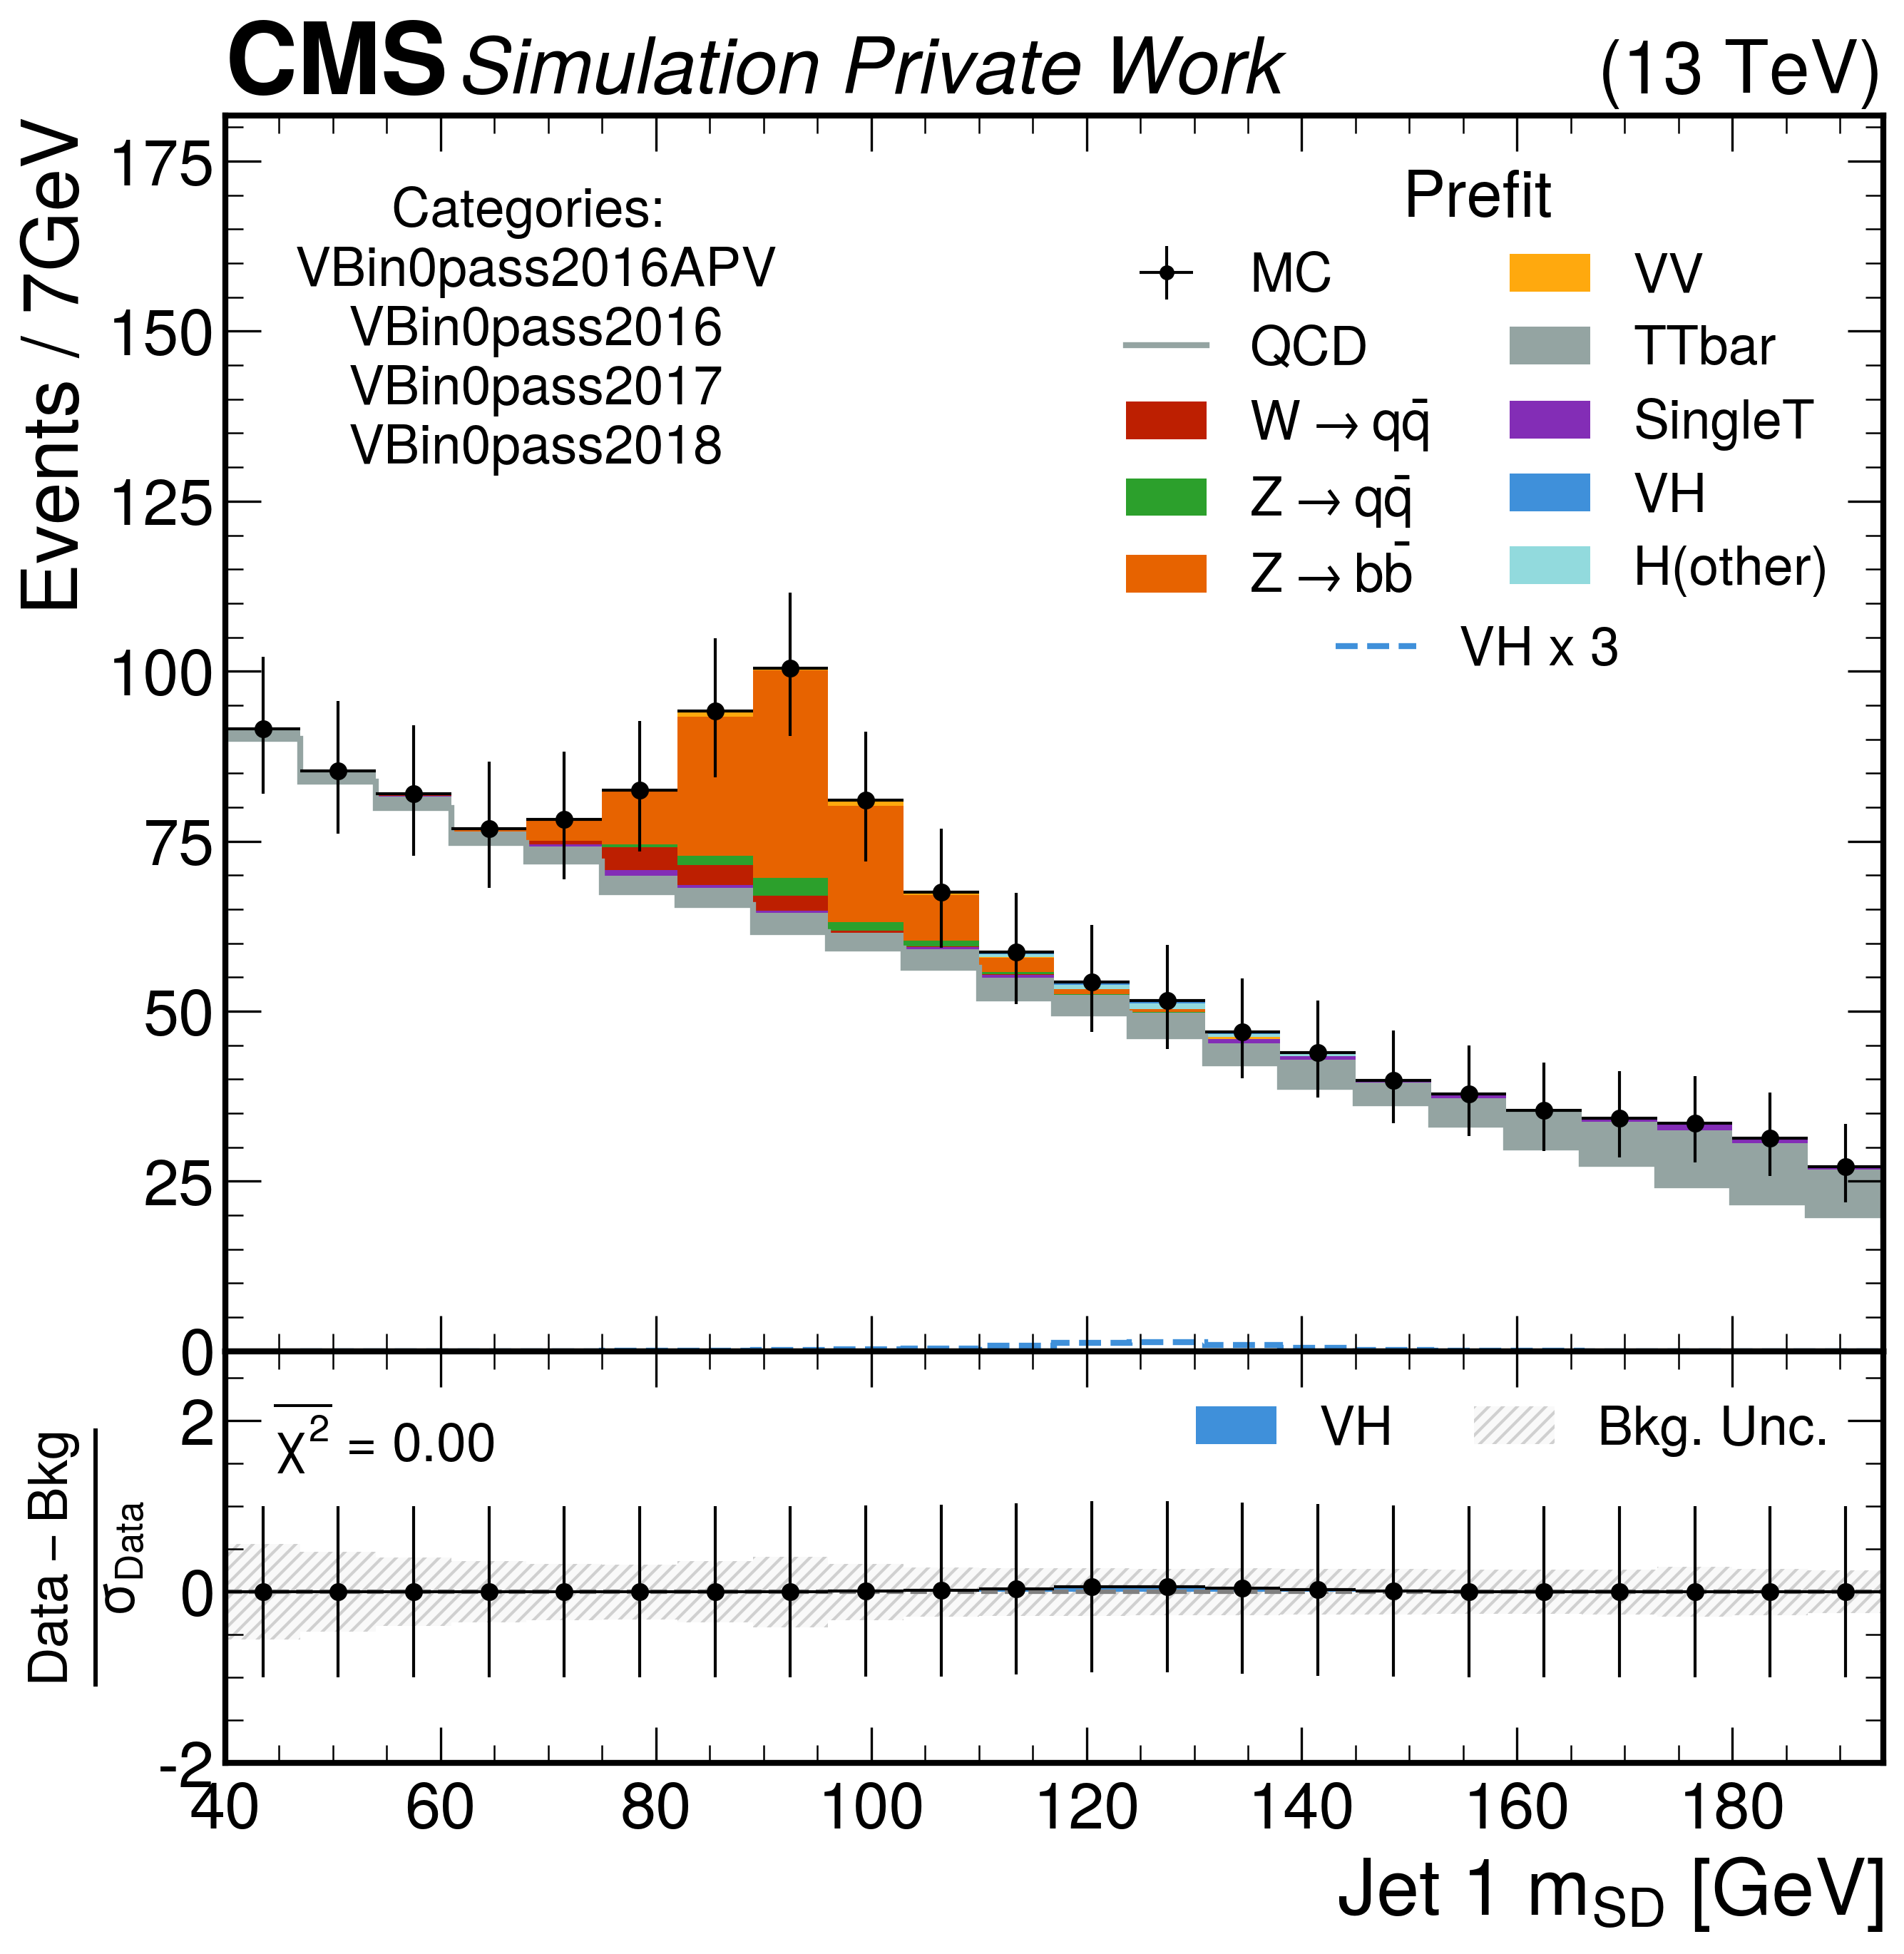 CMS Simulation Private Work (13 TeV)
Events / 7GeV
175
150
125
100
75
50
25
0
Categories:
VBin0pass2016APV
VBin0pass2016
VBin0pass2017
VBin0pass2018
Prefit
MC
QCD
W → qq̄
Z → qq̄
Z → bb̄
VV
TTbar
SingleT
VH
H(other)
VH x 3
Data − Bkg
σData
2
0
-2
χ² = 0.00
VH
Bkg. Unc.
40 60 80 100 120 140 160 180
Jet 1 mSD [GeV]